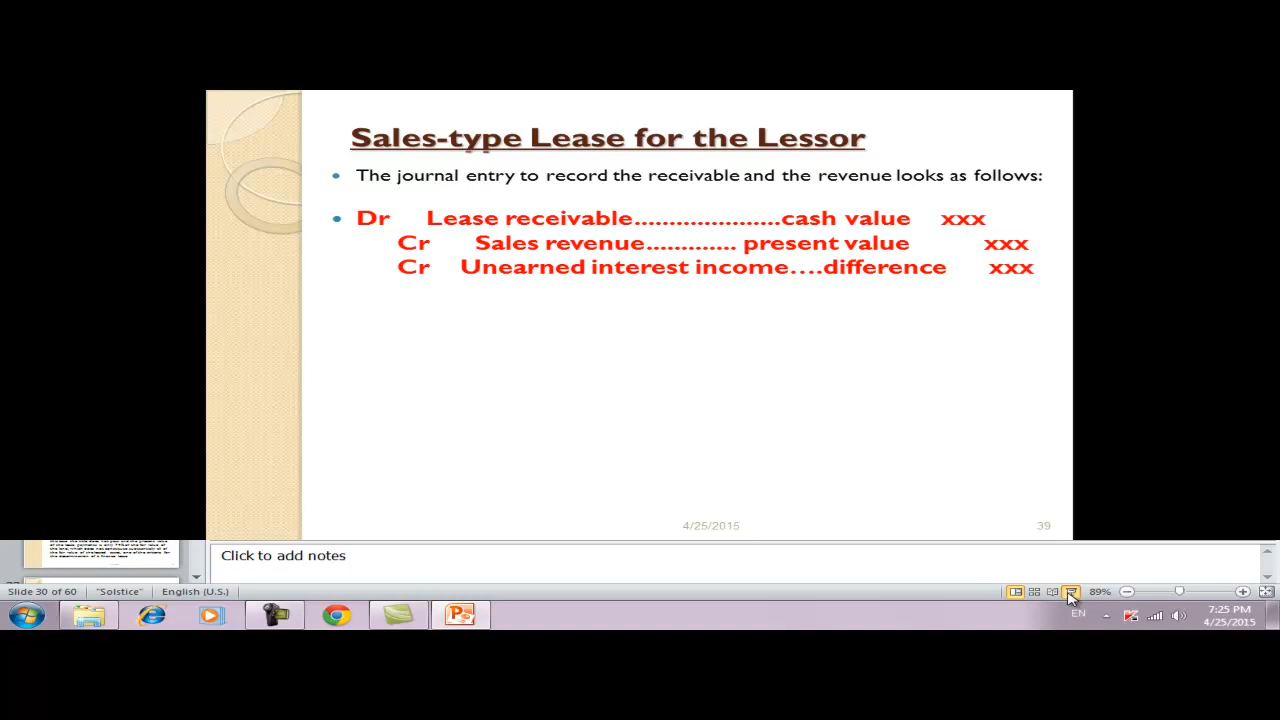 Sales-type Lease for the Lessor
• The journal entry to record the receivable and the revenue looks as follows:
• Dr Lease receivable.....................cash value xxx
Cr Sales revenue............. present value xxx
Cr Unearned interest income….difference xxx
4/25/2015 39
Click to add notes
Slide 30 of 60 "Solstice" English (U.S.) 89%
EN 7:25 PM
4/25/2015